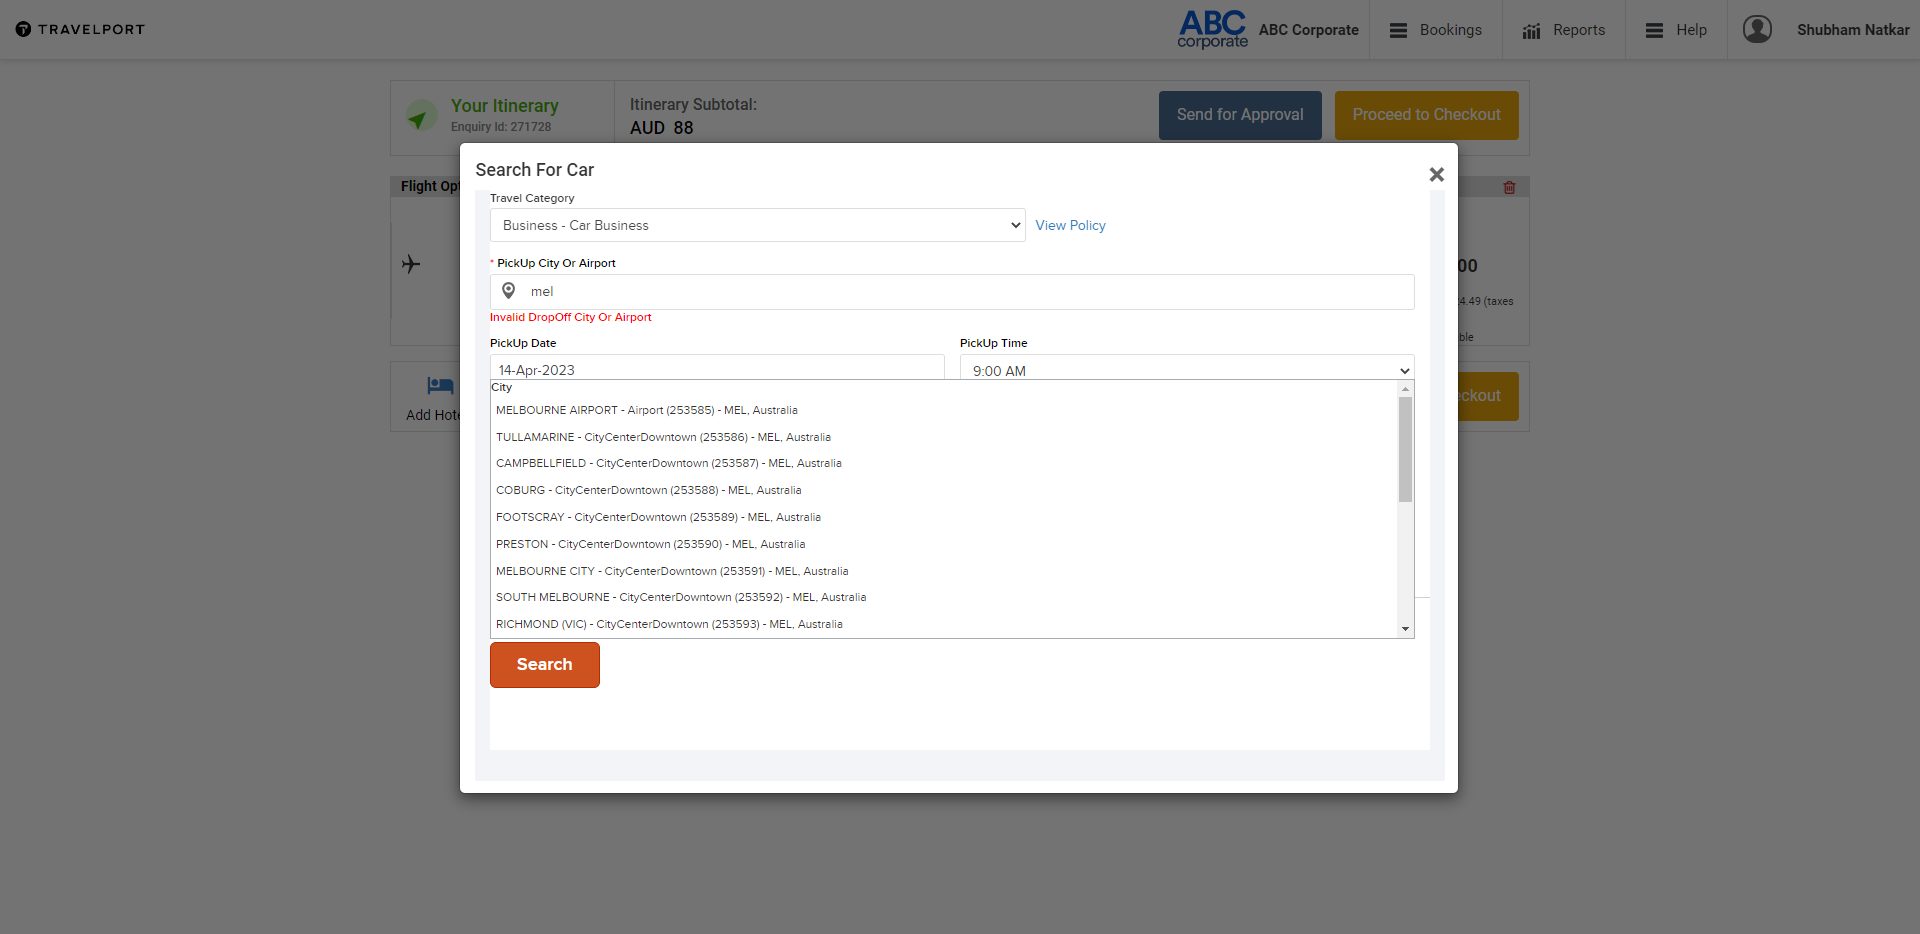 TRAVELPORT
ABC
corporate
ABC Corporate
Bookings
Reports
Help
Shubham Natkar
Your Itinerary
Enquiry Id: 271728
Itinerary Subtotal:
AUD 88
Send for Approval
Proceed to Checkout
Flight Opt
00
4.49 (taxes
ble
Add Hote
ckout
Search For Car
×
Travel Category
Business - Car Business
View Policy
* PickUp City Or Airport
mel
Invalid DropOff City Or Airport
PickUp Date
PickUp Time
14-Apr-2023
9:00 AM
City
MELBOURNE AIRPORT - Airport (253585) - MEL, Australia
TULLAMARINE - CityCenterDowntown (253586) - MEL, Australia
CAMPBELLFIELD - CityCenterDowntown (253587) - MEL, Australia
COBURG - CityCenterDowntown (253588) - MEL, Australia
FOOTSCRAY - CityCenterDowntown (253589) - MEL, Australia
PRESTON - CityCenterDowntown (253590) - MEL, Australia
MELBOURNE CITY - CityCenterDowntown (253591) - MEL, Australia
SOUTH MELBOURNE - CityCenterDowntown (253592) - MEL, Australia
RICHMOND (VIC) - CityCenterDowntown (253593) - MEL, Australia
Search